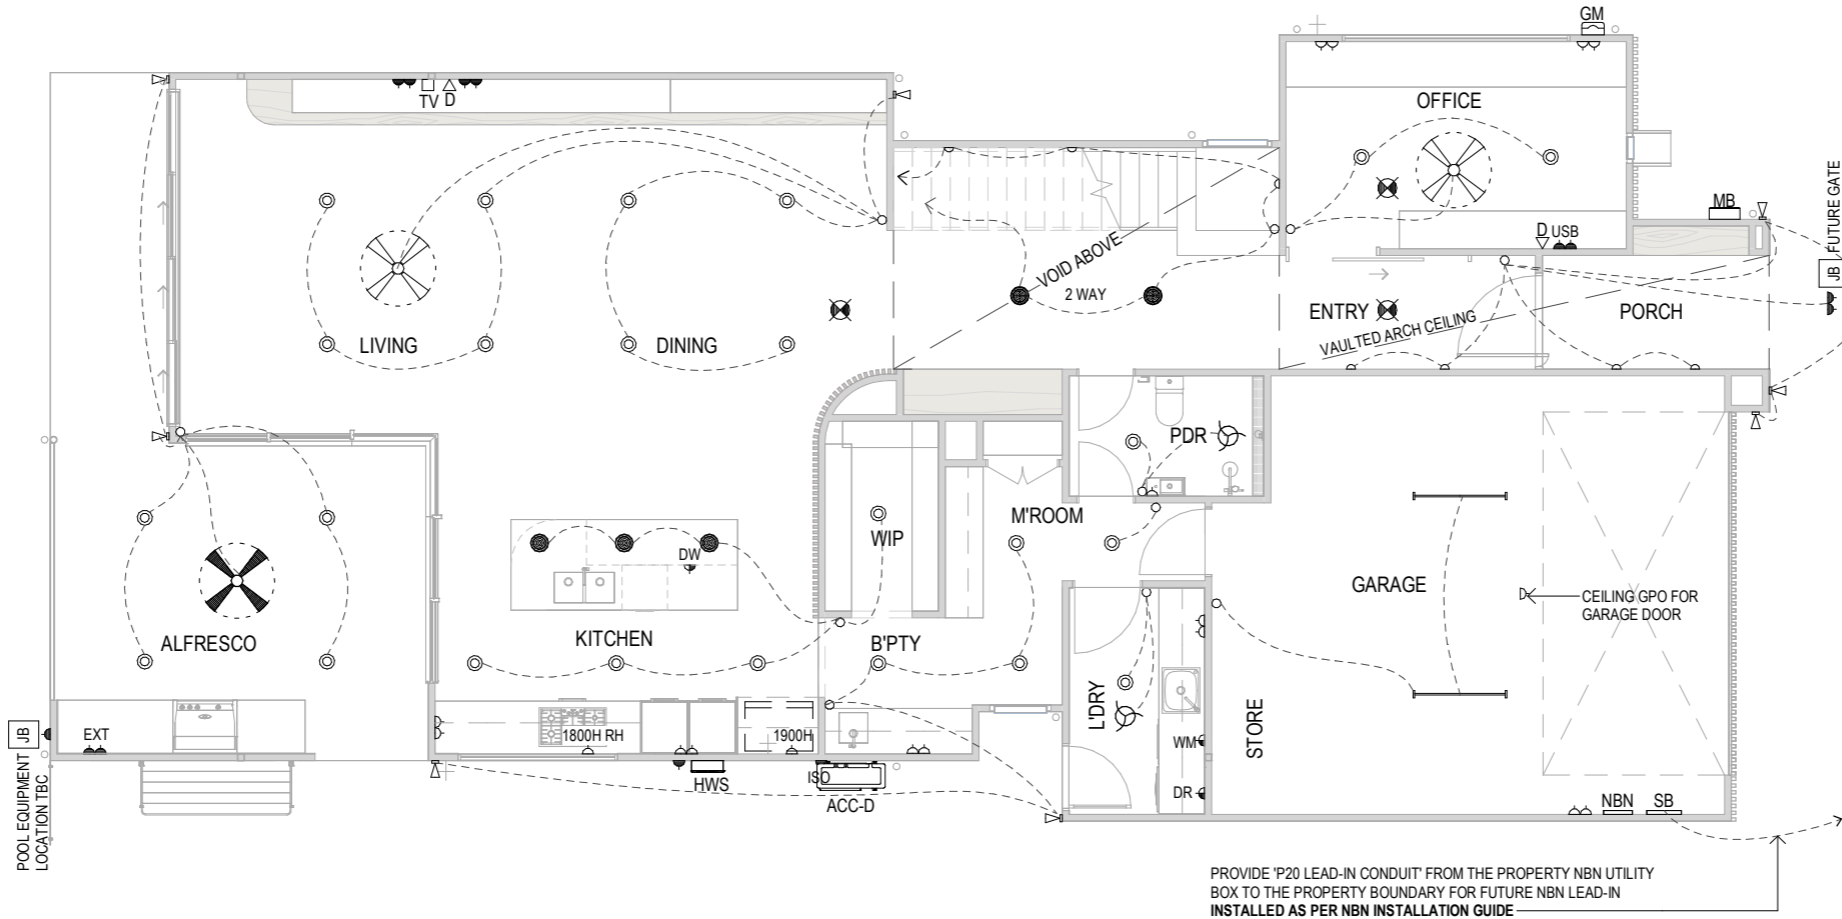 GM
OFFICE
TV D
MB
FUTURE GATE
JB
D USB
VOID ABOVE
2 WAY
ENTRY
PORCH
VAULTED ARCH CEILING
LIVING
DINING
PDR
M'ROOM
WIP
DW
GARAGE
CEILING GPO FOR
GARAGE DOOR
ALFRESCO
KITCHEN
B'PTY
L'DRY
STORE
JB
EXT
1800H RH
1900H
WM
ISO
HWS
ACC-D
DR
NBN
SB
POOL EQUIPMENT
LOCATION TBC
PROVIDE 'P20 LEAD-IN CONDUIT' FROM THE PROPERTY NBN UTILITY
BOX TO THE PROPERTY BOUNDARY FOR FUTURE NBN LEAD-IN
INSTALLED AS PER NBN INSTALLATION GUIDE